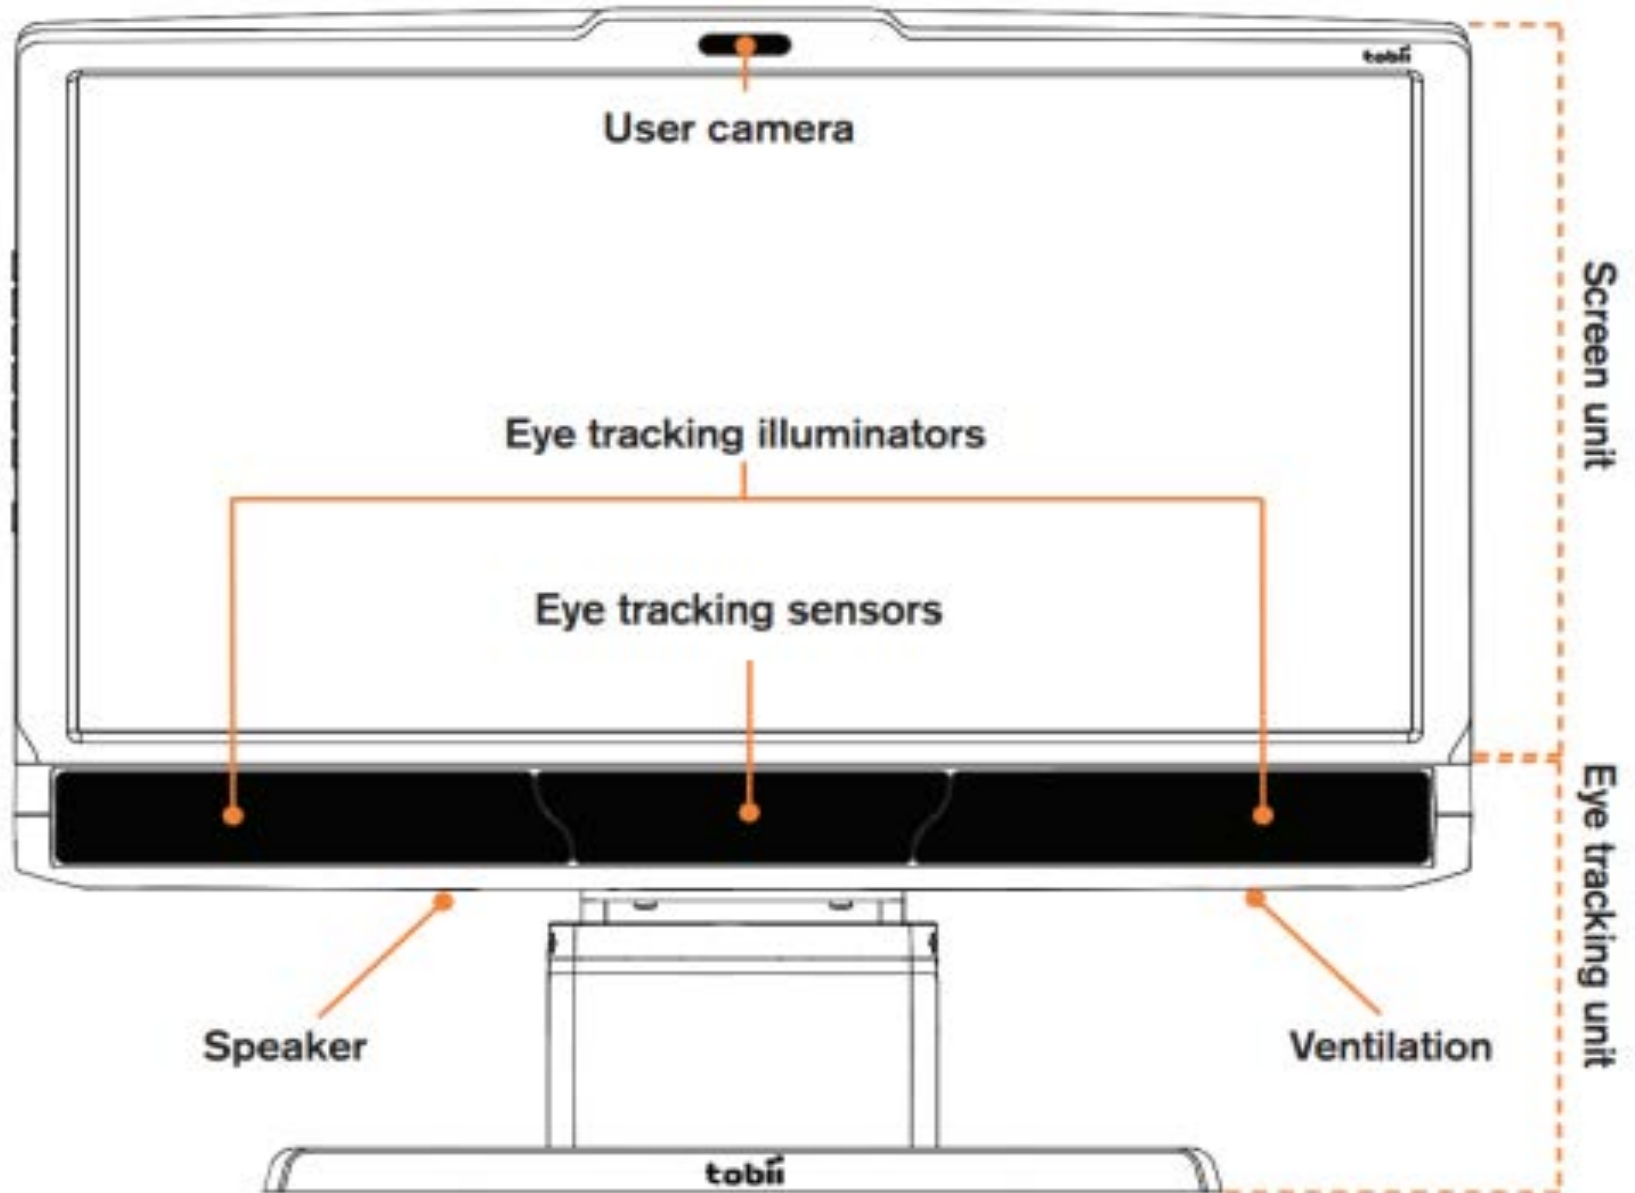 tobii
User camera
Screen unit
Eye tracking illuminators
Eye tracking sensors
Eye tracking unit
Speaker
Ventilation
tobii